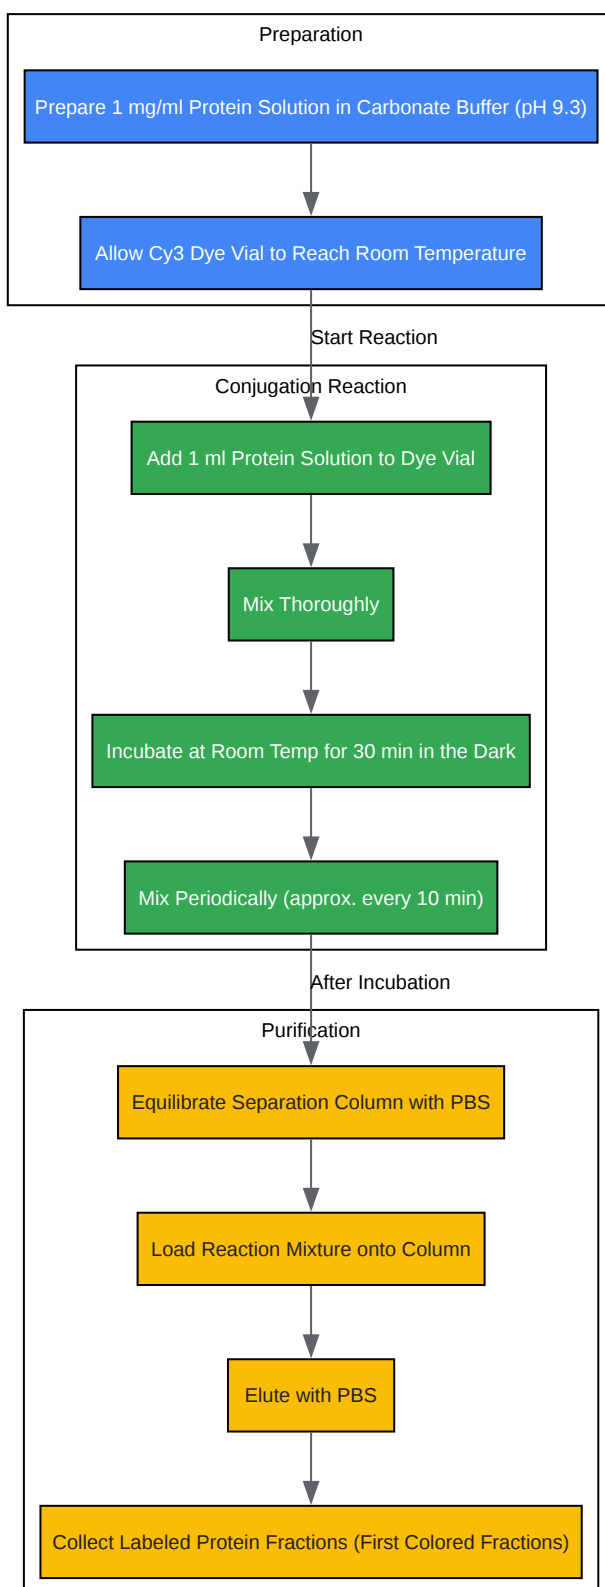 Preparation
Prepare 1 mg/ml Protein Solution in Carbonate Buffer (pH 9.3)
Allow Cy3 Dye Vial to Reach Room Temperature
Start Reaction
Conjugation Reaction
Add 1 ml Protein Solution to Dye Vial
Mix Thoroughly
Incubate at Room Temp for 30 min in the Dark
Mix Periodically (approx. every 10 min)
After Incubation
Purification
Equilibrate Separation Column with PBS
Load Reaction Mixture onto Column
Elute with PBS
Collect Labeled Protein Fractions (First Colored Fractions)